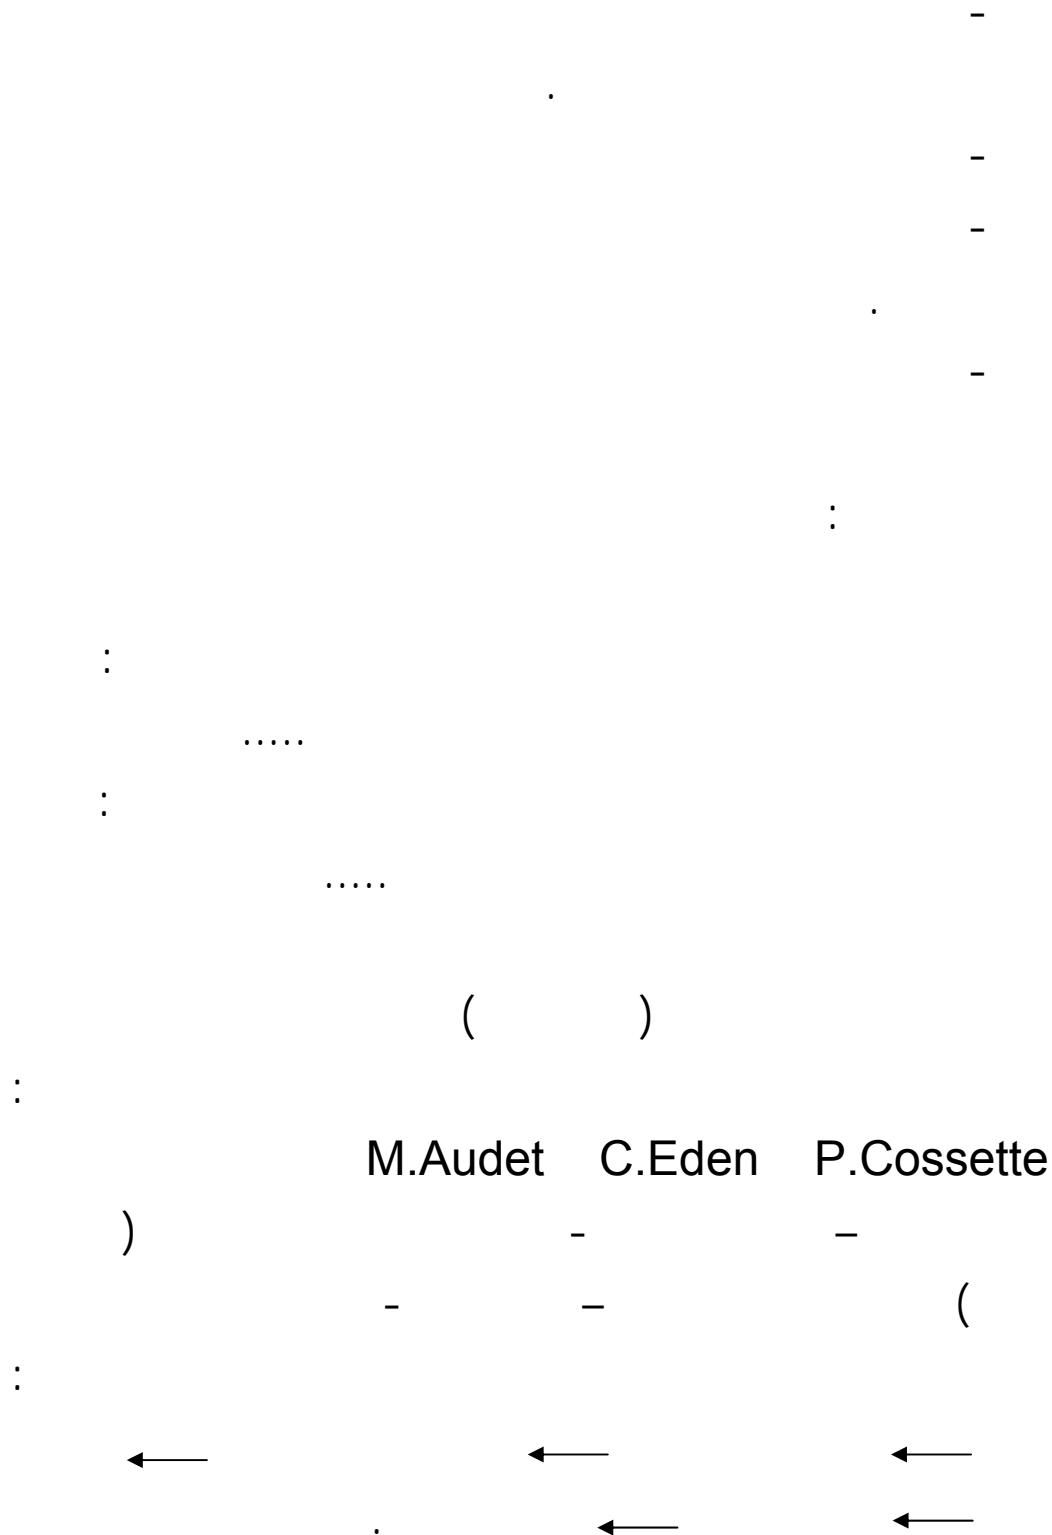 -
.
-
-
.
-
:
:
.....
:
.....
( )
:
M.Audet C.Eden P.Cossette
) - –
- – (
:
← ← ←
. ← ←